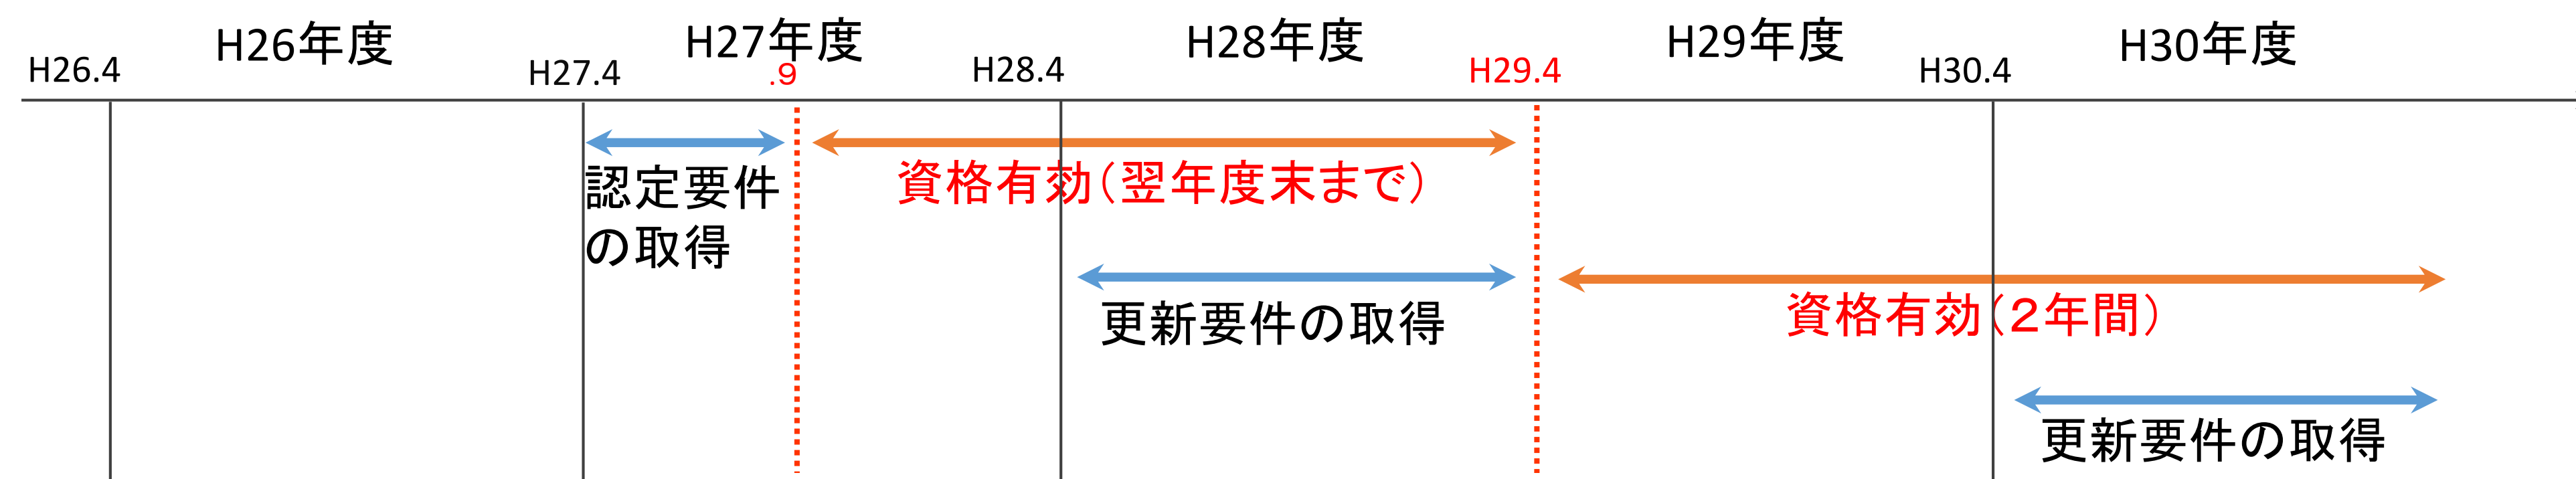 H26年度
H27年度
H28年度
H29年度
H30年度
H26.4
H27.4
.9
H28.4
H29.4
H30.4
認定要件
の取得
資格有効(翌年度末まで)
更新要件の取得
資格有効(2年間)
更新要件の取得